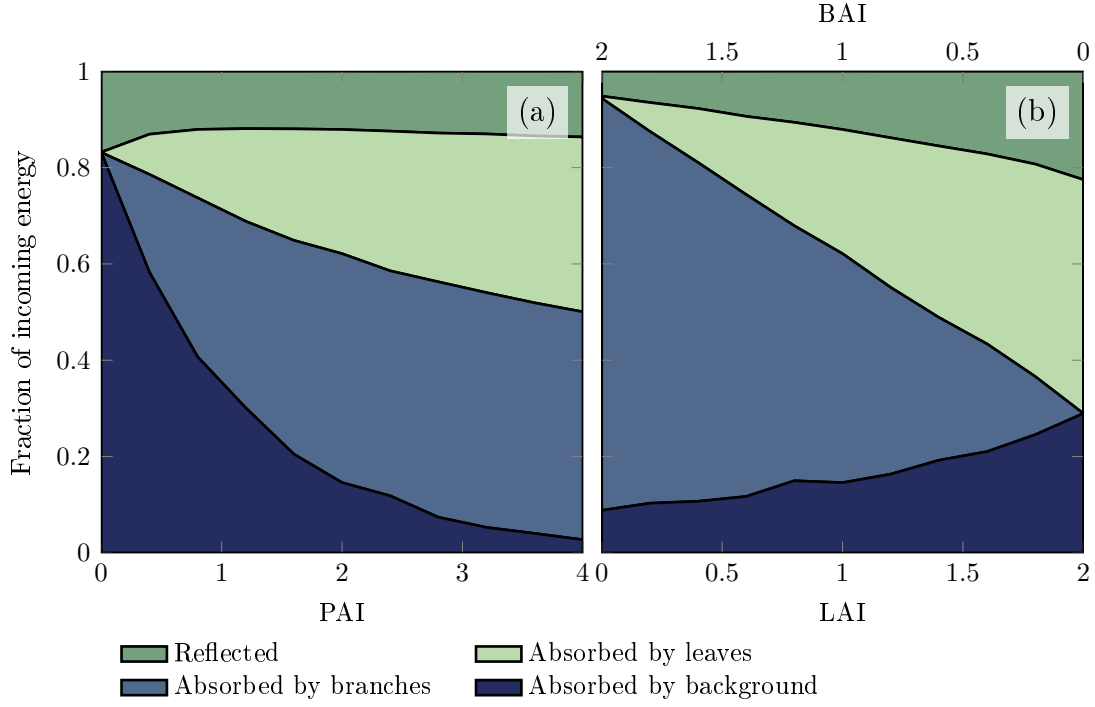 BAI
2 1.5 1 0.5 0
1
0.8
0.6
0.4
0.2
0
Fraction of incoming energy
(a)
(b)
0 1 2 3 4
0 0.5 1 1.5 2
PAI
LAI
Reflected
Absorbed by leaves
Absorbed by branches
Absorbed by background